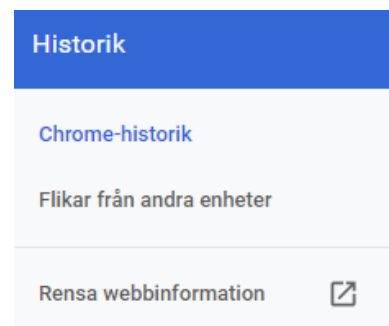 Historik
Chrome-historik
Flikar från andra enheter
Rensa webbinformation